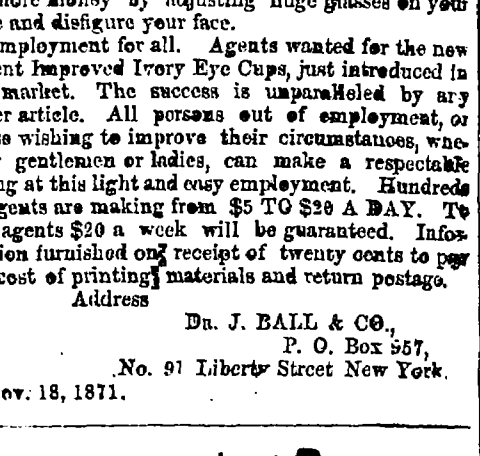 more money by adjusting huge glasses on your
e and disfigure your face.
mployment for all. Agents wanted for the new
ent Improved Ivory Eye Cups, just introduced in
market. The success is unparalleled by any
er article. All persons out of employment, or
se wishing to improve their circumstances, whe-
r gentlemen or ladies, can make a respectable
ng at this light and easy employment. Hundreds
gents are making from $5 TO $20 A DAY. To
agents $20 a week will be guaranteed. Infor-
ion furnished on receipt of twenty cents to pay
cost of printing materials and return postage.
Address
DR. J. BALL & CO.,
P. O. Box 957,
No. 91 Liberty Street New York.
ov. 18, 1871.